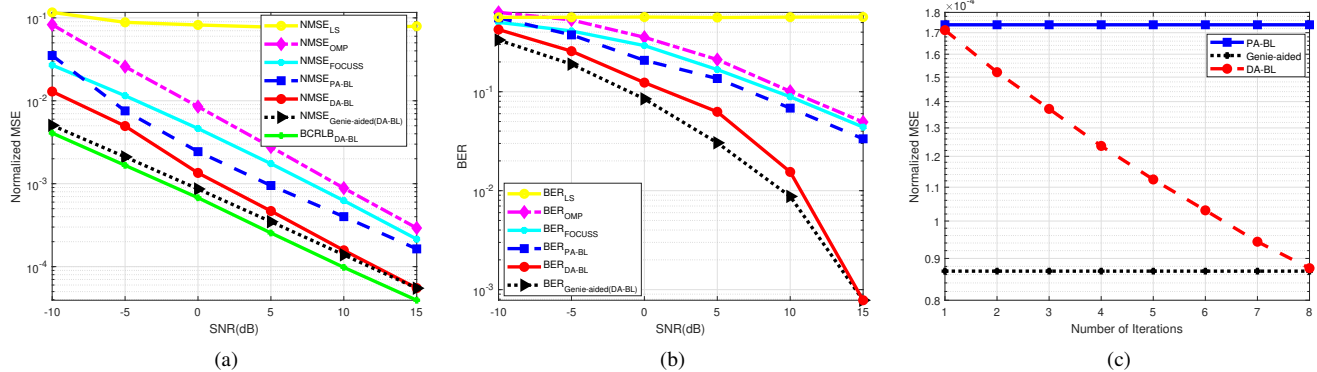 10^-1
10^-2
10^-3
10^-4
Normalized MSE
-10 -5 0 5 10 15
SNR(dB)
NMSE_LS
NMSE_OMP
NMSE_FOCUSS
NMSE_PA-BL
NMSE_DA-BL
NMSE_Genie-aided(DA-BL)
BCRLB_DA-BL
(a)
10^-1
10^-2
10^-3
BER
-10 -5 0 5 10 15
SNR(dB)
BER_LS
BER_OMP
BER_FOCUSS
BER_PA-BL
BER_DA-BL
BER_Genie-aided(DA-BL)
(b)
1.8 ×10^-4
1.7
1.6
1.5
1.4
1.3
1.2
1.1
1
0.9
0.8
Normalized MSE
1 2 3 4 5 6 7 8
Number of Iterations
PA-BL
Genie-aided
DA-BL
(c)